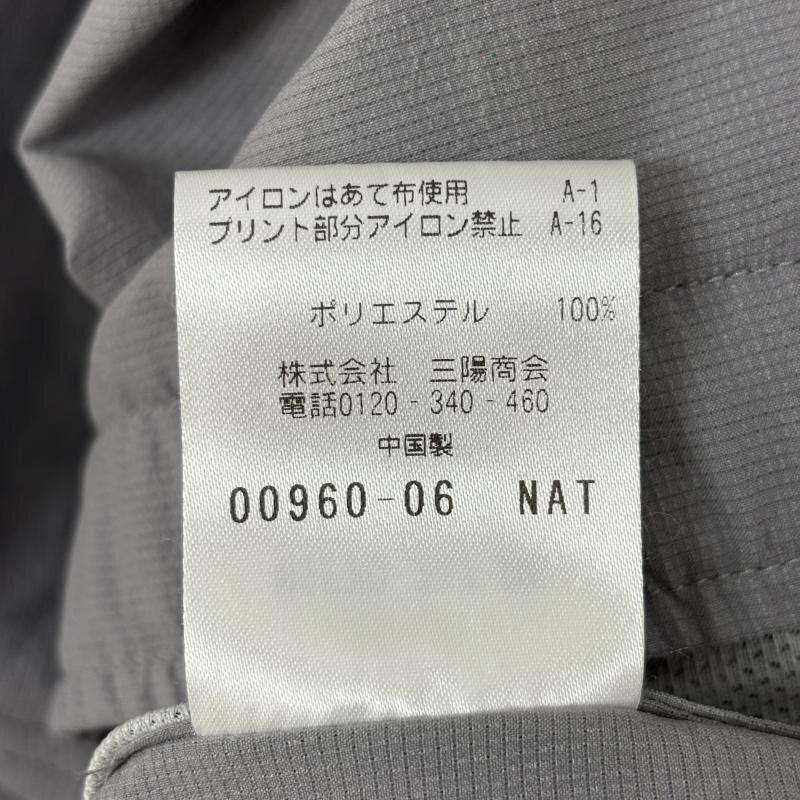 アイロンはあて布使用 A-1
プリント部分アイロン禁止 A-16
ポリエステル 100%
株式会社 三陽商会
電話0120-340-460
中国製
00960-06 NAT